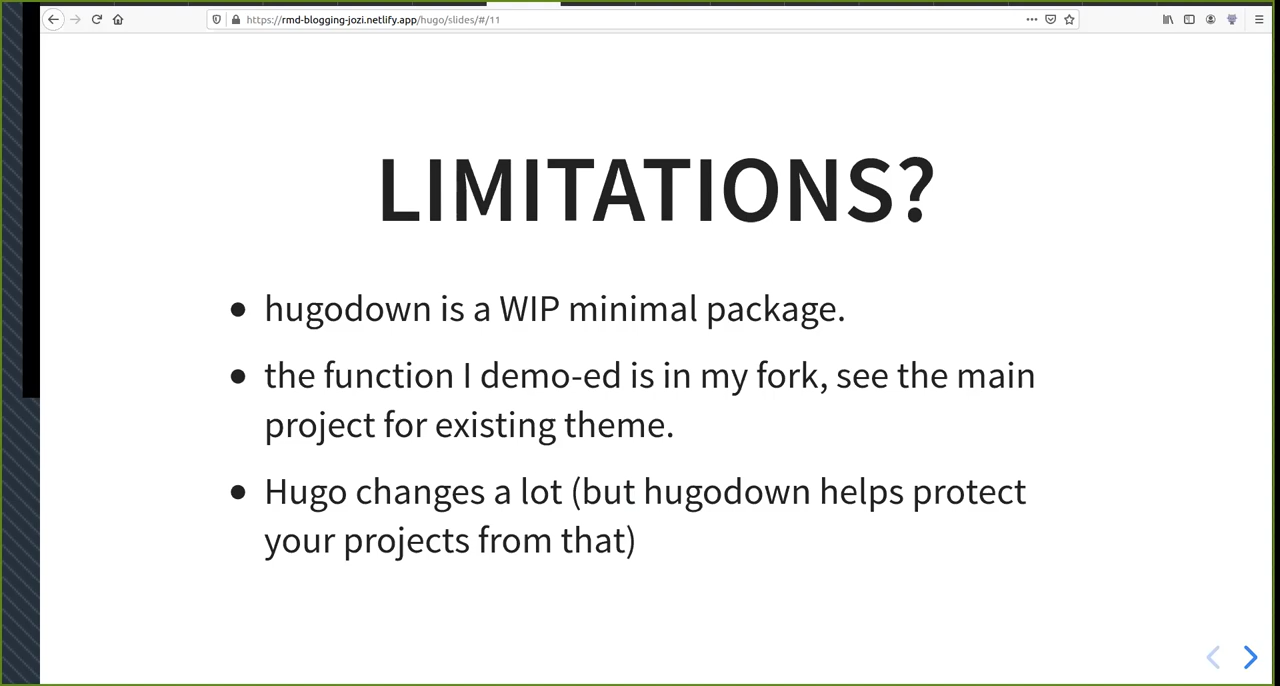 https://rmd-blogging-jozi.netlify.app/hugo/slides/#/11
LIMITATIONS?
• hugodown is a WIP minimal package.
• the function I demo-ed is in my fork, see the main
project for existing theme.
• Hugo changes a lot (but hugodown helps protect
your projects from that)